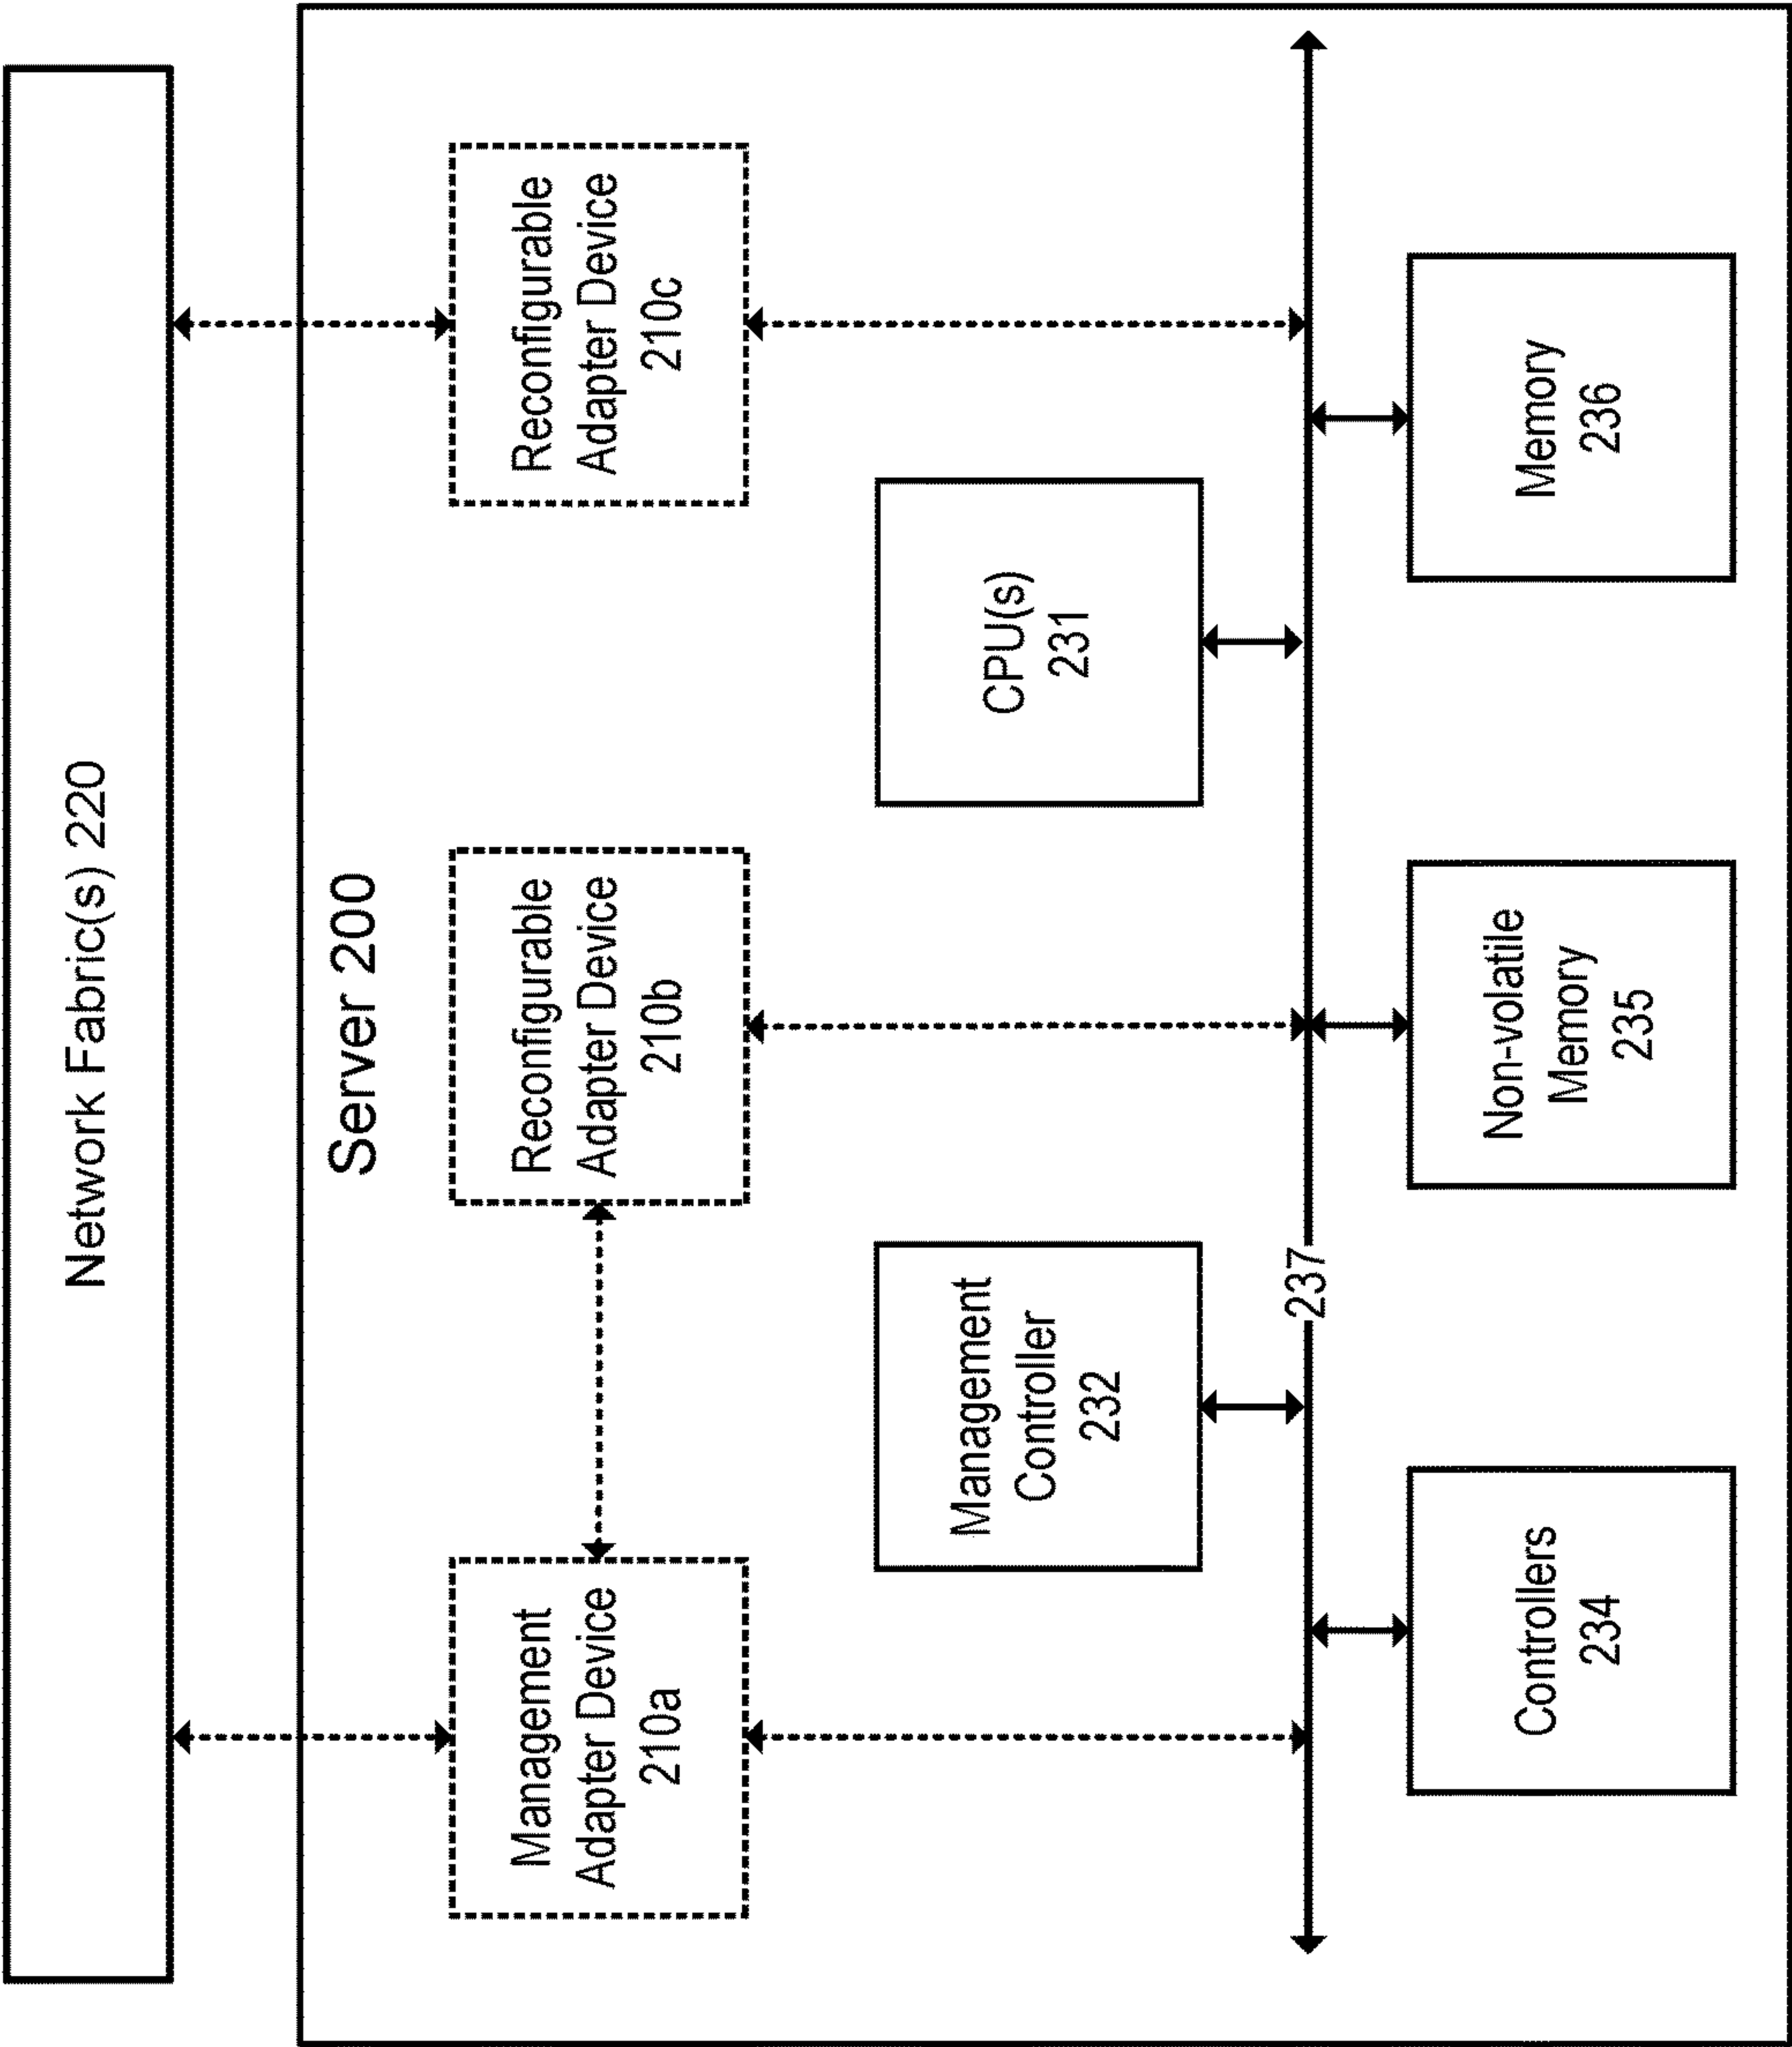 Network Fabric(s) 220
Server 200
Management
Adapter Device
210a
Reconfigurable
Adapter Device
210b
Reconfigurable
Adapter Device
210c
Management
Controller
232
CPU(s)
231
237
Controllers
234
Non-volatile
Memory
235
Memory
236